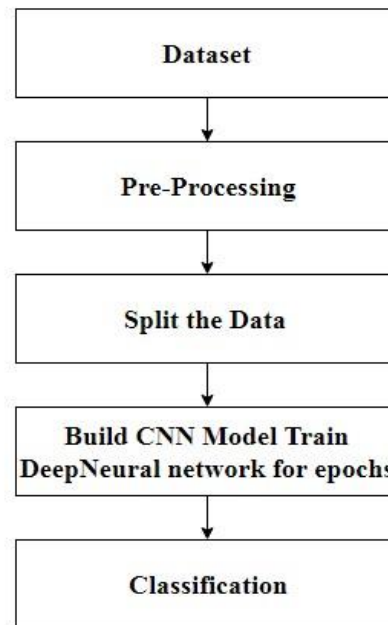 Dataset
Pre-Processing
Split the Data
Build CNN Model Train
DeepNeural network for epochs
Classification